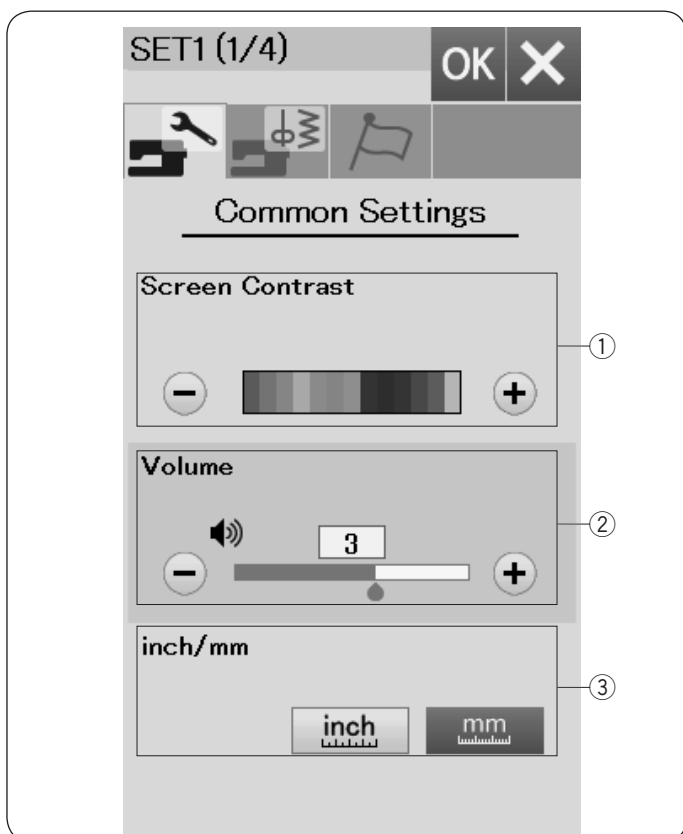 SET1 (1/4)
OK
Common Settings
Screen Contrast
①
Volume
3
②
inch/mm
inch
mm
③